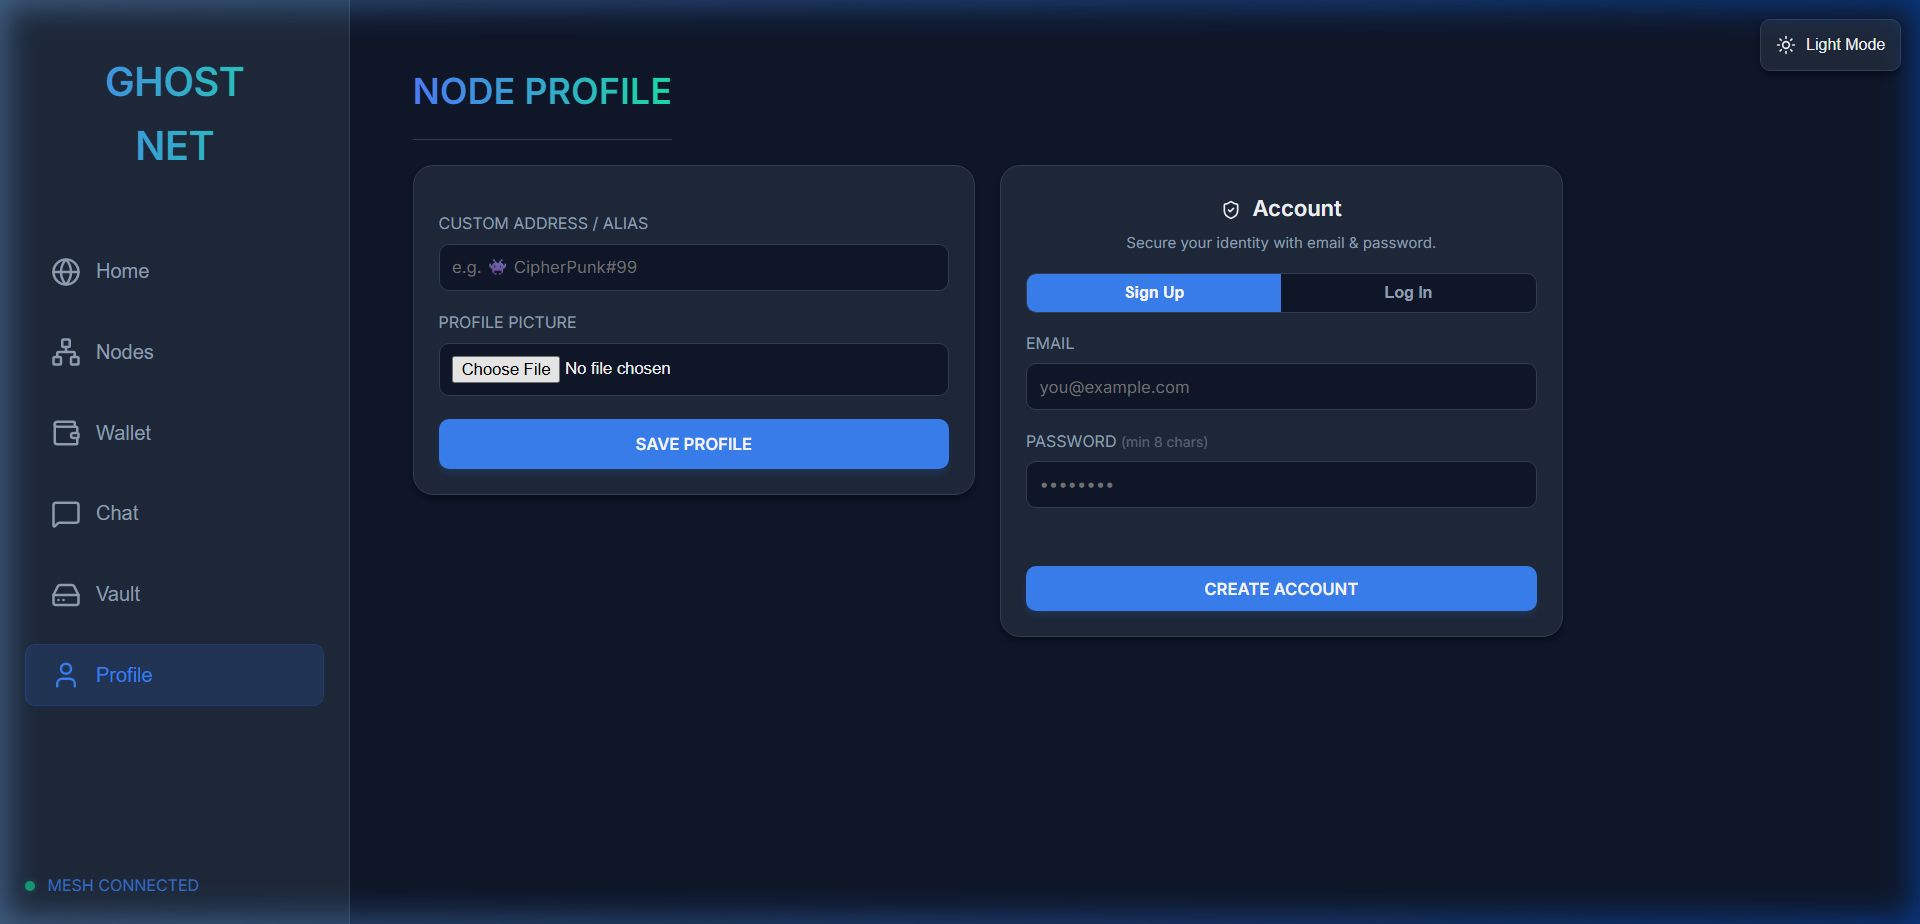 GHOST
NET
Home
Nodes
Wallet
Chat
Vault
Profile
MESH CONNECTED
Light Mode
NODE PROFILE
CUSTOM ADDRESS / ALIAS
e.g. 👾 CipherPunk#99
PROFILE PICTURE
Choose File No file chosen
SAVE PROFILE
Account
Secure your identity with email & password.
Sign Up Log In
EMAIL
you@example.com
PASSWORD (min 8 chars)
••••••••
CREATE ACCOUNT